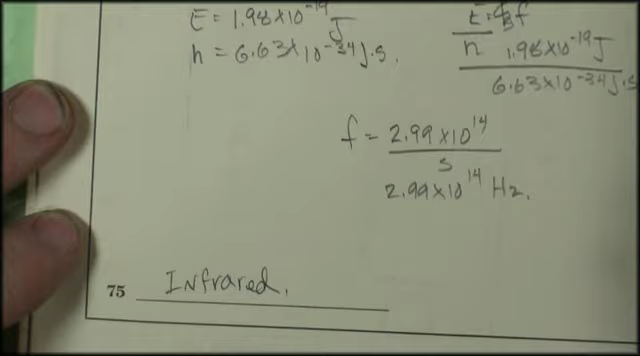 E = 1.98×10⁻¹⁹ J
h = 6.63×10⁻³⁴ J·s.
E = f
h
1.98×10⁻¹⁹ J
6.63×10⁻³⁴ J·s
f = 2.99×10¹⁴
s
2.99×10¹⁴ Hz.
75 Infrared.